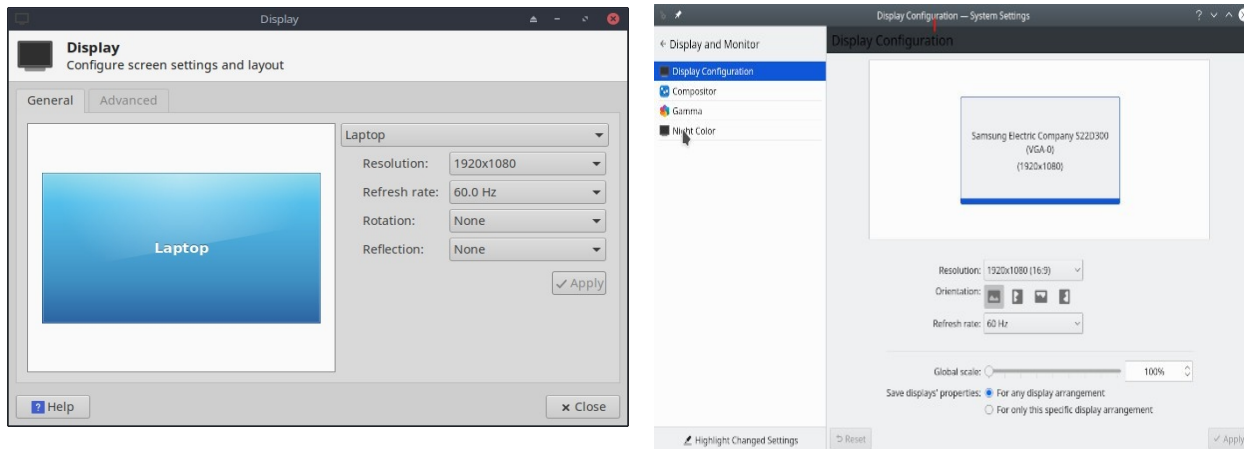 Display
Display
Configure screen settings and layout
General Advanced
Laptop
Laptop
Resolution: 1920x1080
Refresh rate: 60.0 Hz
Rotation: None
Reflection: None
Apply
Help
Close
Display Configuration — System Settings
Display and Monitor
Display Configuration
Compositor
Gamma
Night Color
Highlight Changed Settings
Display Configuration
Samsung Electric Company S22D300
(VGA-0)
(1920x1080)
Resolution: 1920x1080 (16:9)
Orientation:
Refresh rate: 60 Hz
Global scale: 100%
Save displays' properties: For any display arrangement
For only this specific display arrangement
Reset
Apply